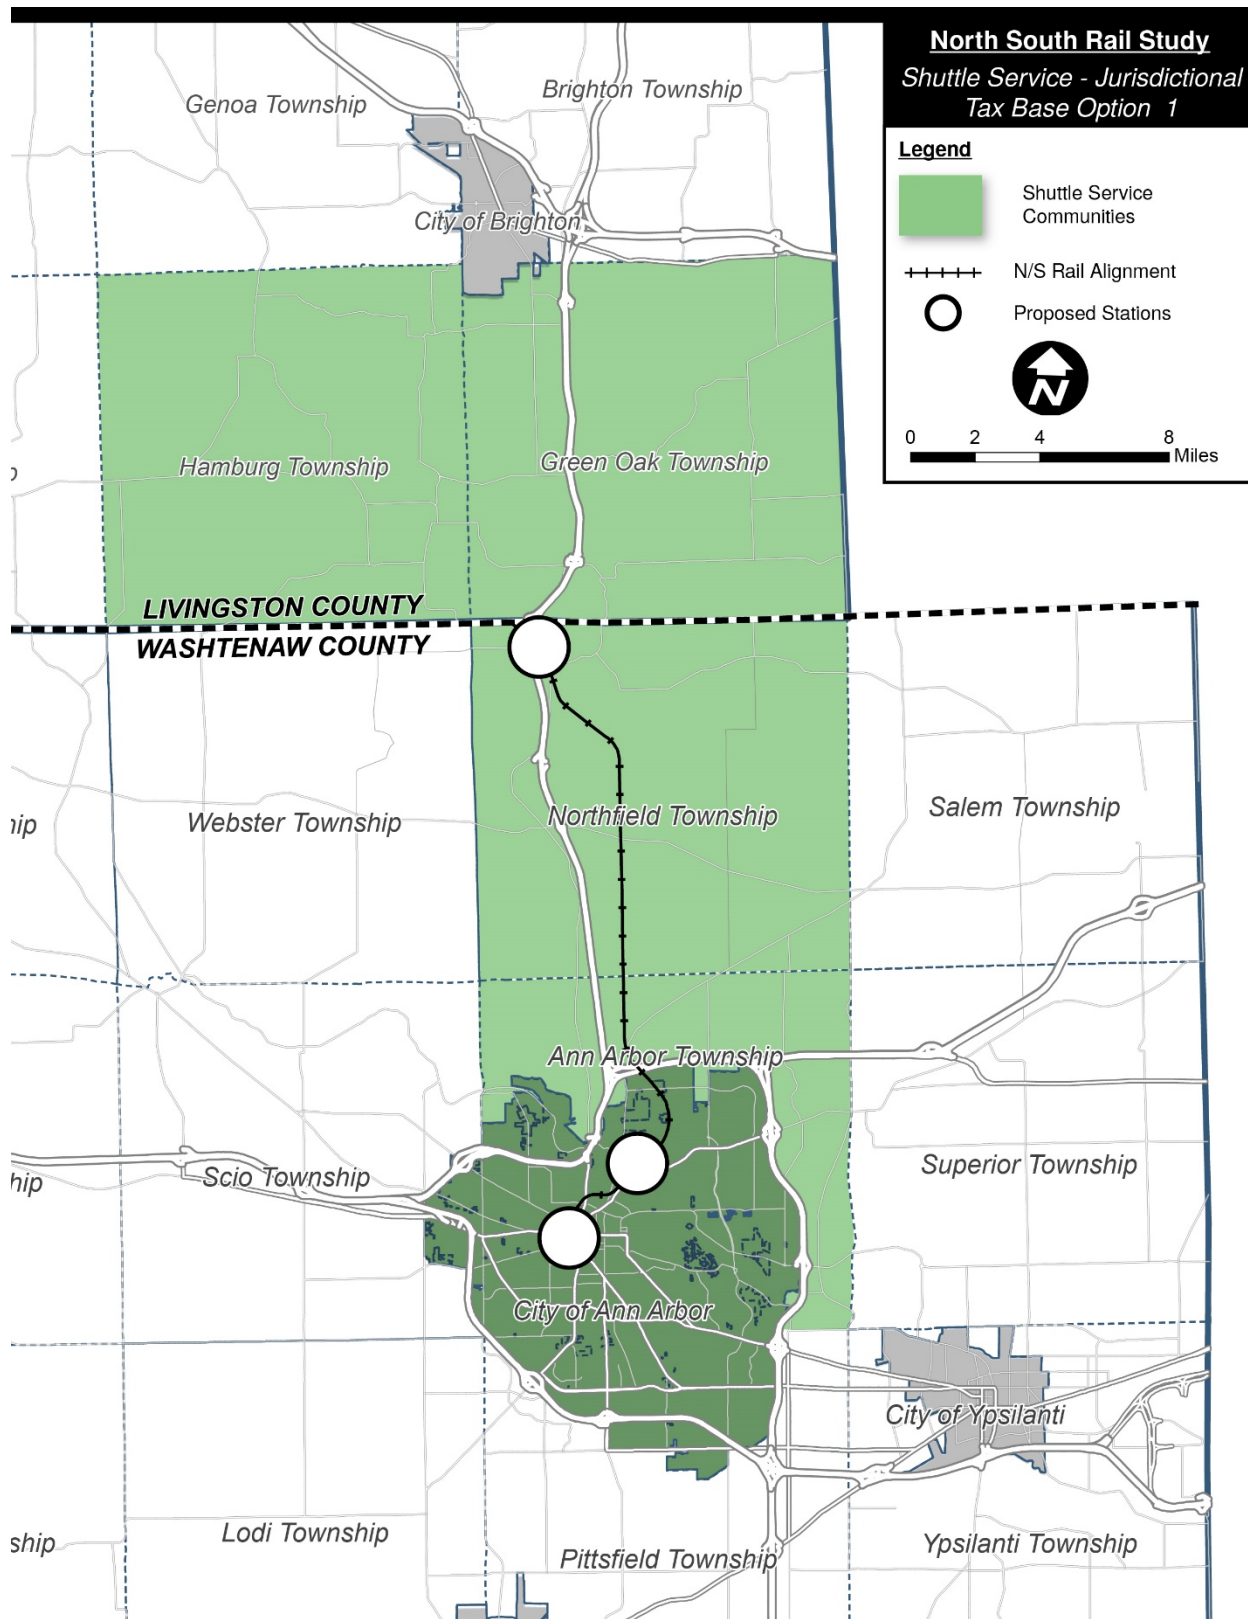 North South Rail Study
Shuttle Service - Jurisdictional
Tax Base Option 1
Legend
Shuttle Service
Communities
N/S Rail Alignment
Proposed Stations
N
0 2 4 8
Miles
Genoa Township
Brighton Township
City of Brighton
Hamburg Township
Green Oak Township
LIVINGSTON COUNTY
WASHTENAW COUNTY
Webster Township
Northfield Township
Salem Township
Ann Arbor Township
Scio Township
Superior Township
City of Ann Arbor
City of Ypsilanti
Lodi Township
Pittsfield Township
Ypsilanti Township